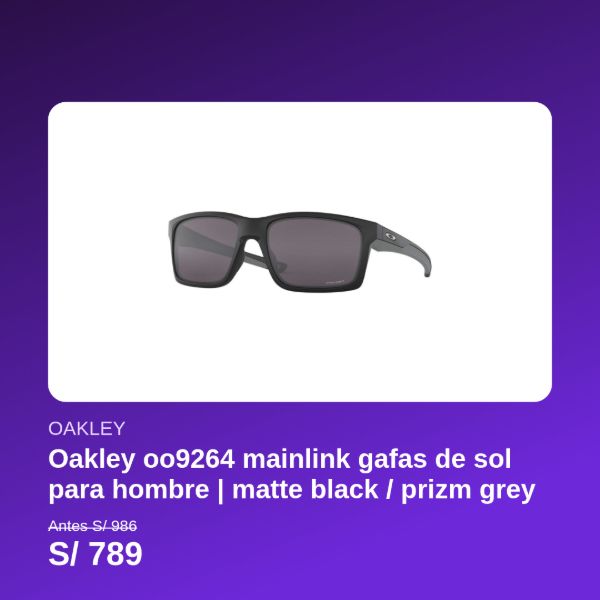 OAKLEY
Oakley oo9264 mainlink gafas de sol
para hombre | matte black / prizm grey
Antes S/ 986
S/ 789